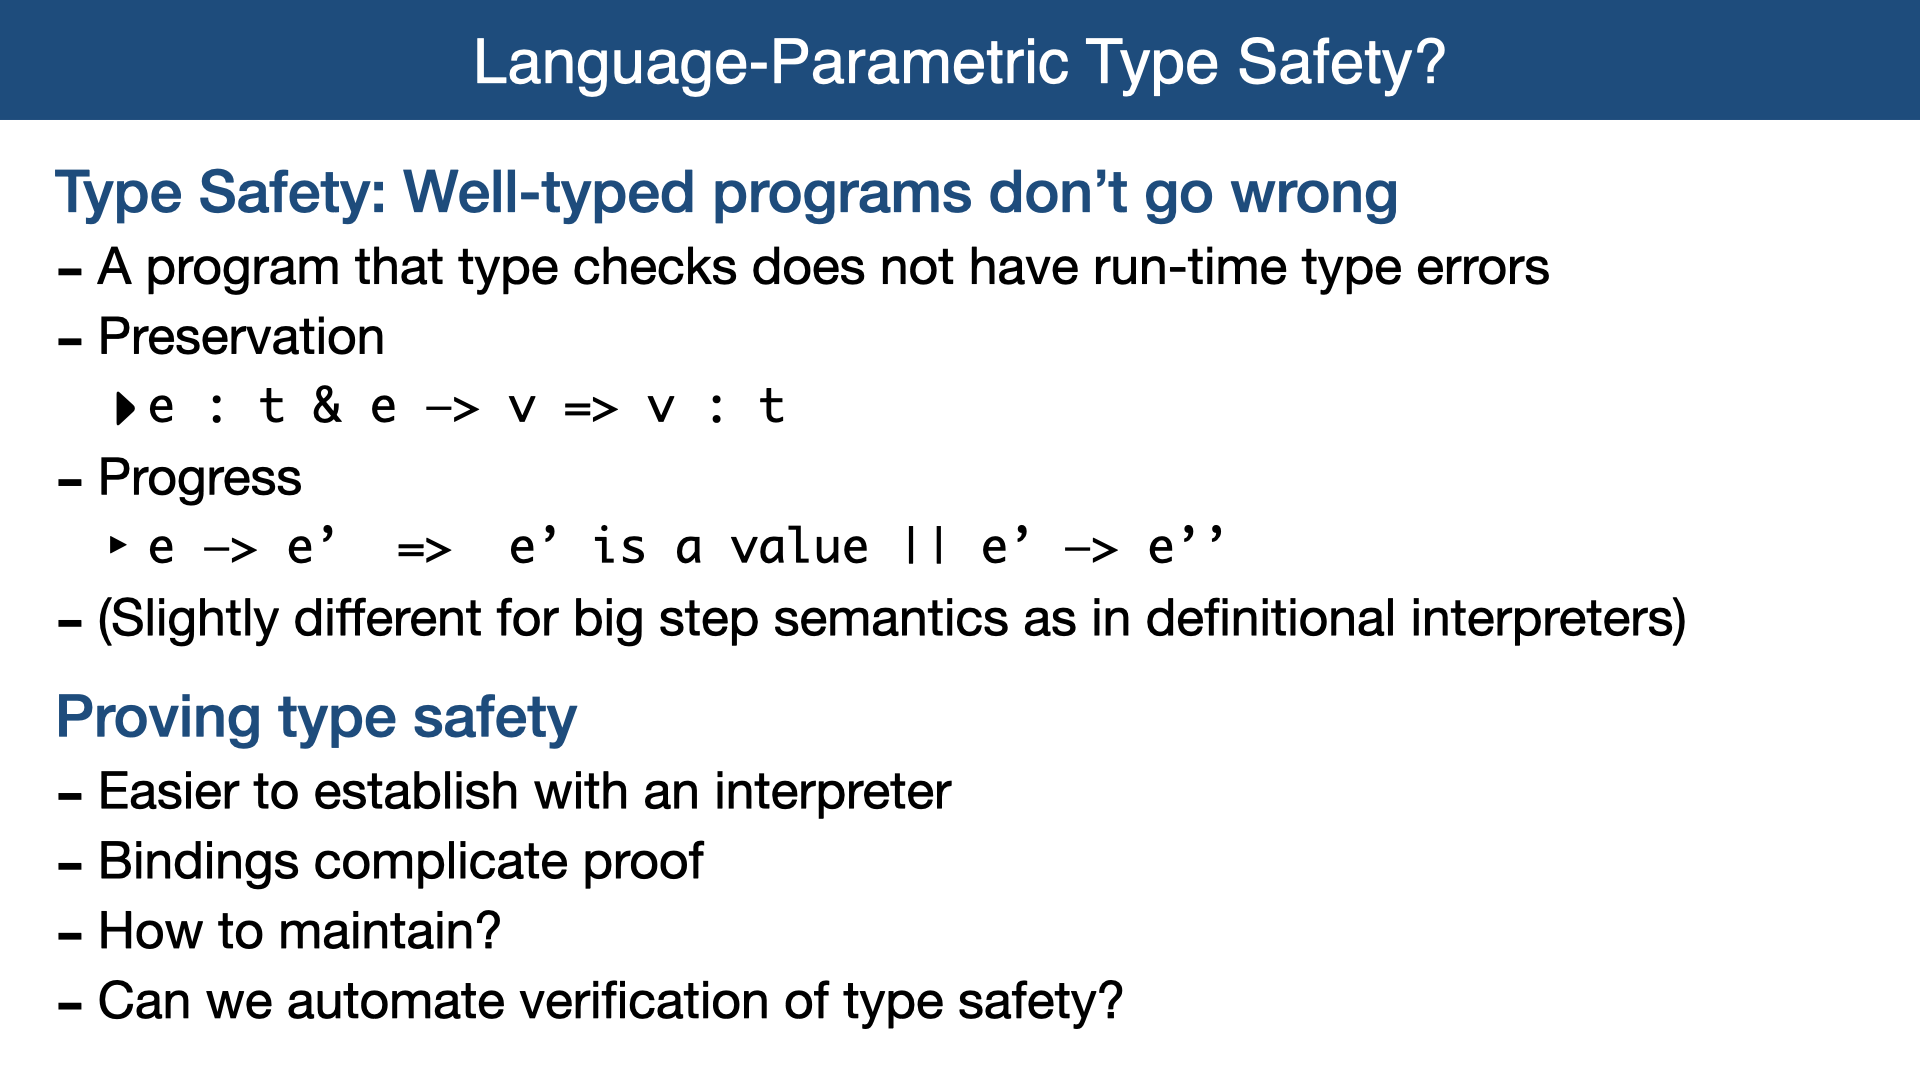 Language-Parametric Type Safety?
Type Safety: Well-typed programs don’t go wrong
- A program that type checks does not have run-time type errors
- Preservation
‣ e : t & e —> v => v : t
- Progress
‣ e —> e’  =>  e’ is a value || e’ —> e’’
- (Slightly different for big step semantics as in definitional interpreters)
Proving type safety
- Easier to establish with an interpreter
- Bindings complicate proof
- How to maintain?
- Can we automate verification of type safety?